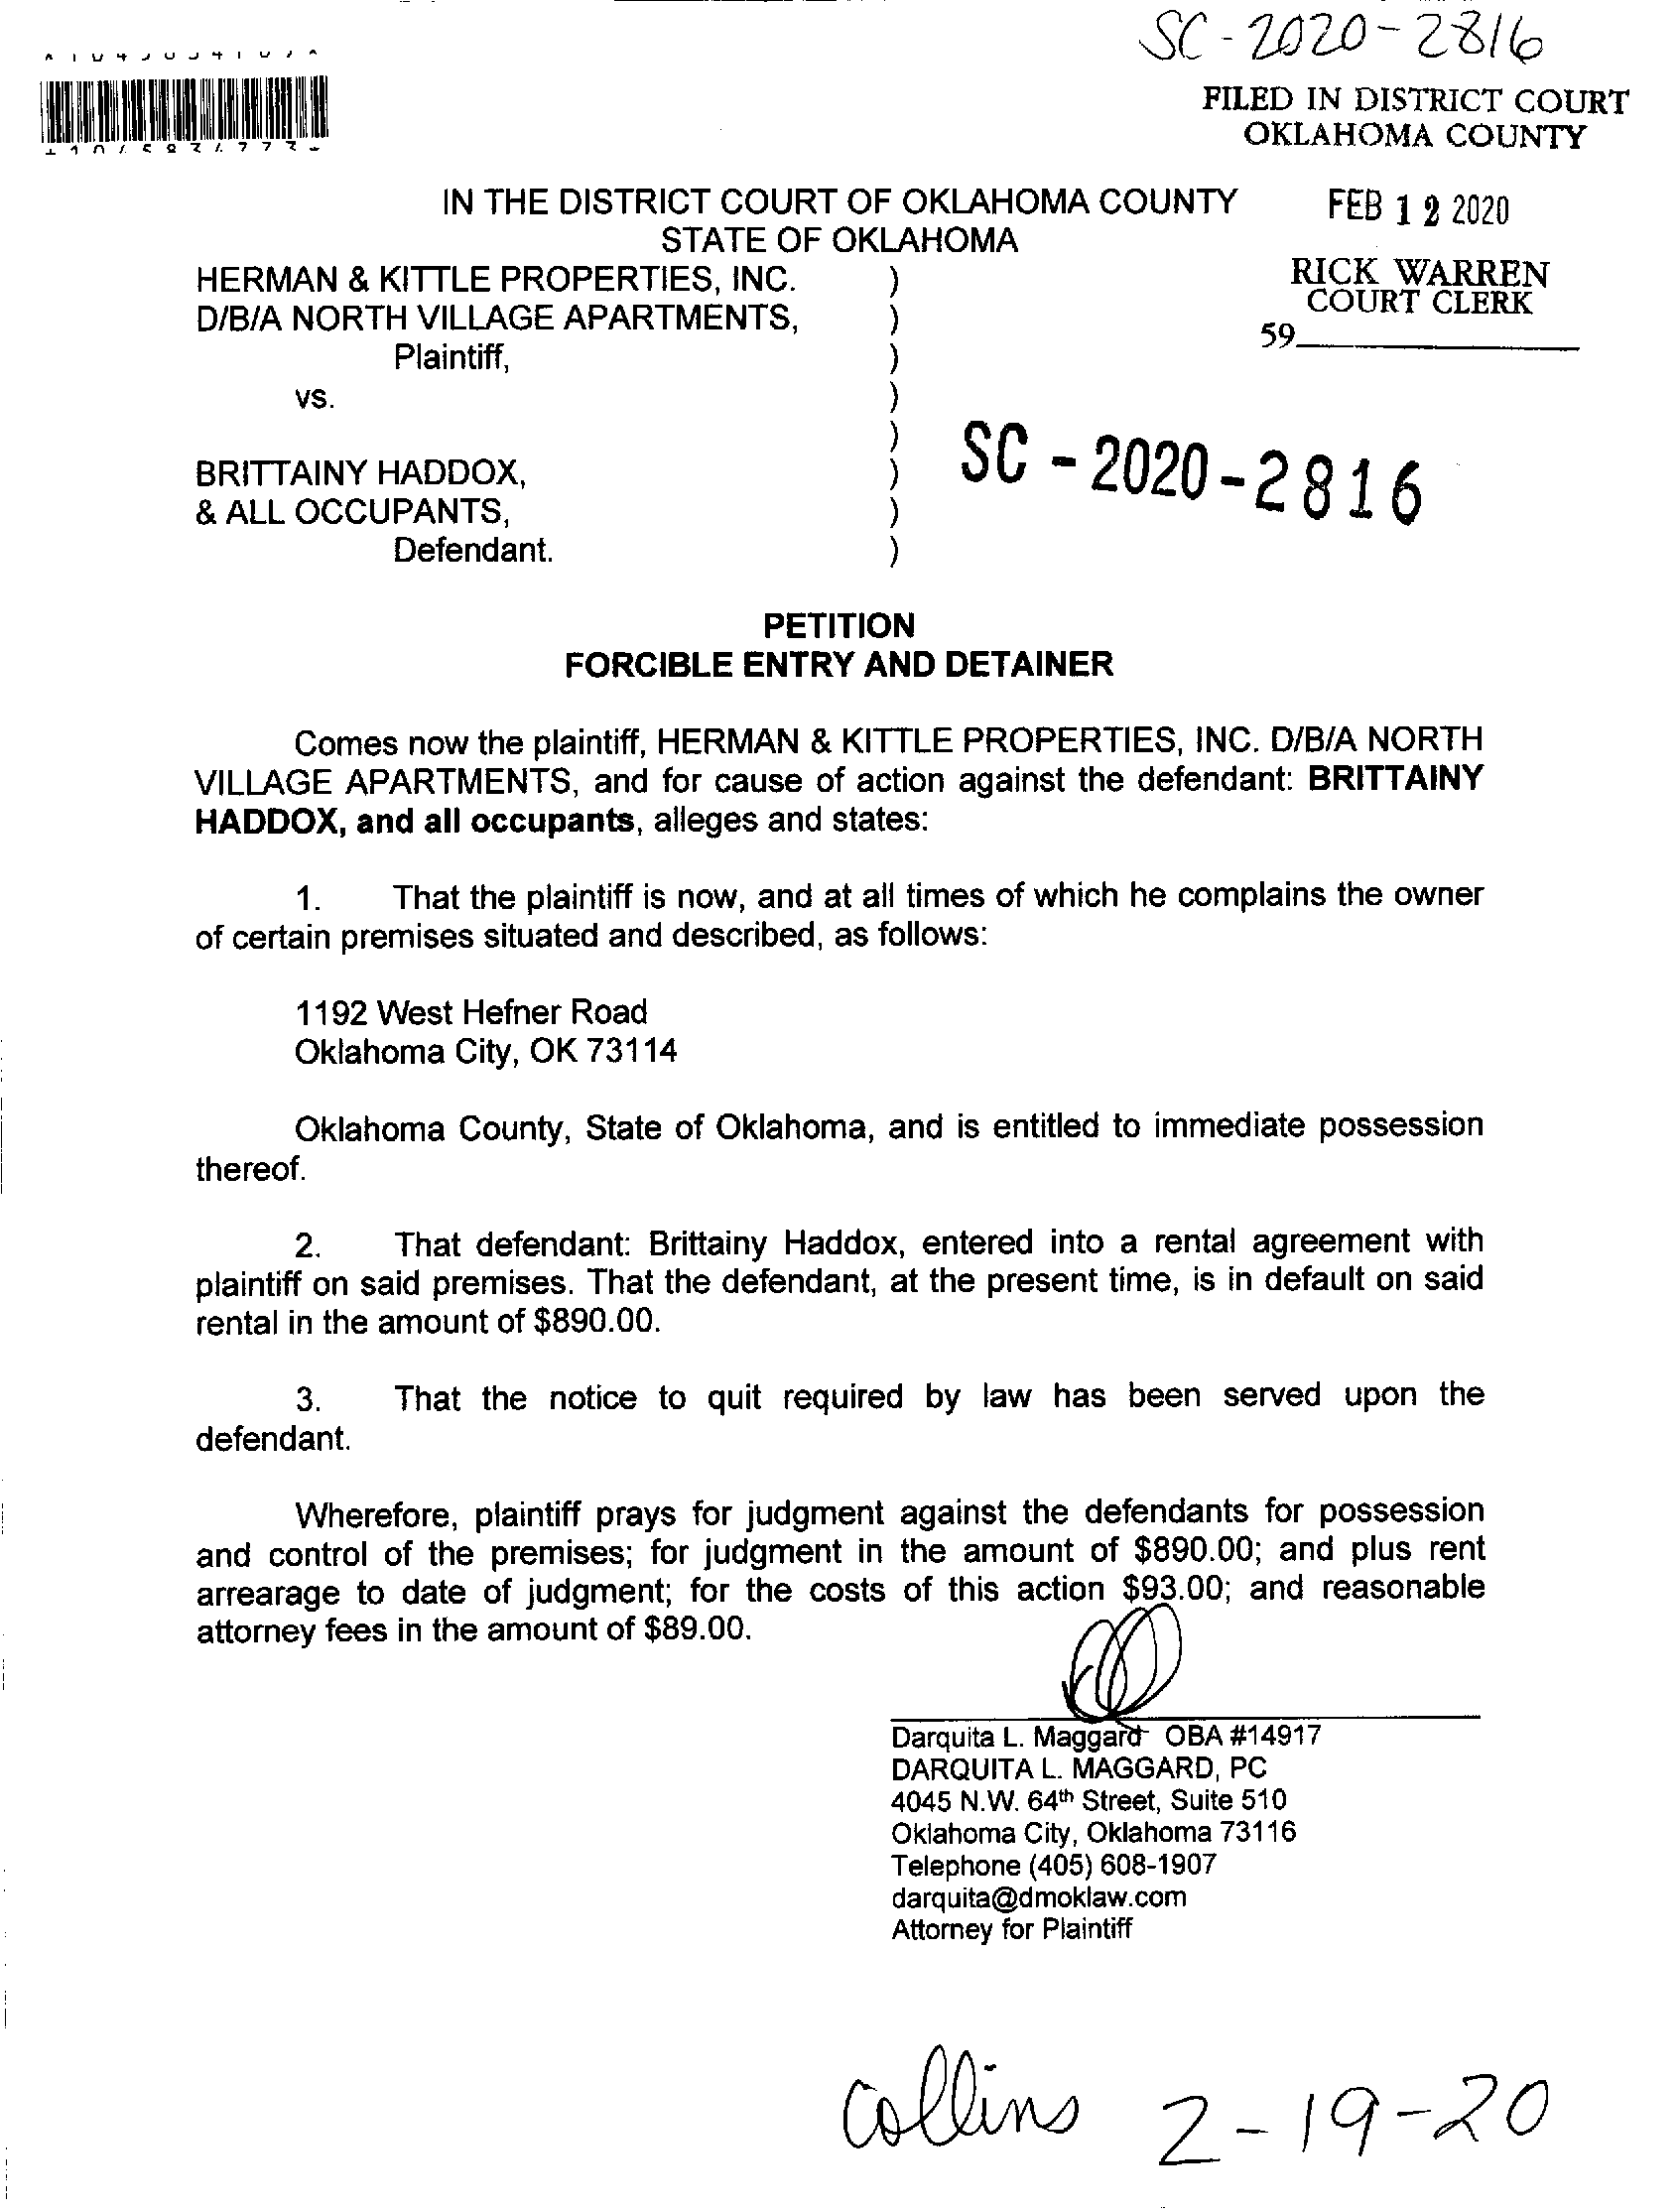 SC-2020-2816
FILED IN DISTRICT COURT
OKLAHOMA COUNTY
IN THE DISTRICT COURT OF OKLAHOMA COUNTY
FEB 12 2020
STATE OF OKLAHOMA
HERMAN & KITTLE PROPERTIES, INC. )
RICK WARREN
COURT CLERK
D/B/A NORTH VILLAGE APARTMENTS, )
59
Plaintiff, )
vs. )
)
SC-2020-2816
BRITTAINY HADDOX, )
& ALL OCCUPANTS, )
Defendant. )
PETITION
FORCIBLE ENTRY AND DETAINER
Comes now the plaintiff, HERMAN & KITTLE PROPERTIES, INC. D/B/A NORTH
VILLAGE APARTMENTS, and for cause of action against the defendant: BRITTAINY
HADDOX, and all occupants, alleges and states:
1. That the plaintiff is now, and at all times of which he complains the owner
of certain premises situated and described, as follows:
1192 West Hefner Road
Oklahoma City, OK 73114
Oklahoma County, State of Oklahoma, and is entitled to immediate possession
thereof.
2. That defendant: Brittainy Haddox, entered into a rental agreement with
plaintiff on said premises. That the defendant, at the present time, is in default on said
rental in the amount of $890.00.
3. That the notice to quit required by law has been served upon the
defendant.
Wherefore, plaintiff prays for judgment against the defendants for possession
and control of the premises; for judgment in the amount of $890.00; and plus rent
arrearage to date of judgment; for the costs of this action $93.00; and reasonable
attorney fees in the amount of $89.00.
Darquita L. Maggard OBA #14917
DARQUITA L. MAGGARD, PC
4045 N.W. 64th Street, Suite 510
Oklahoma City, Oklahoma 73116
Telephone (405) 608-1907
darquita@dmoklaw.com
Attorney for Plaintiff
Collins 2-19-20